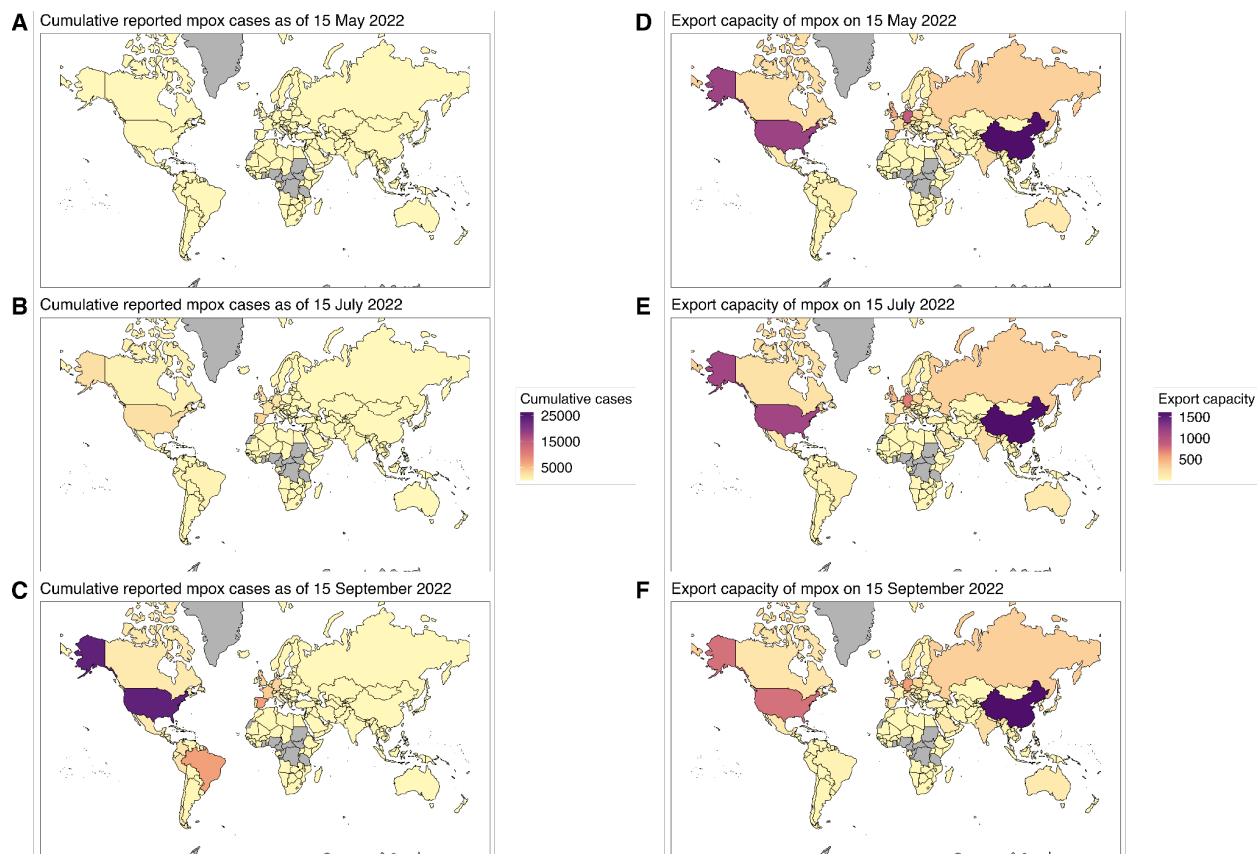 A Cumulative reported mpox cases as of 15 May 2022
D Export capacity of mpox on 15 May 2022
B Cumulative reported mpox cases as of 15 July 2022
E Export capacity of mpox on 15 July 2022
Cumulative cases
25000
15000
5000
Export capacity
1500
1000
500
C Cumulative reported mpox cases as of 15 September 2022
F Export capacity of mpox on 15 September 2022